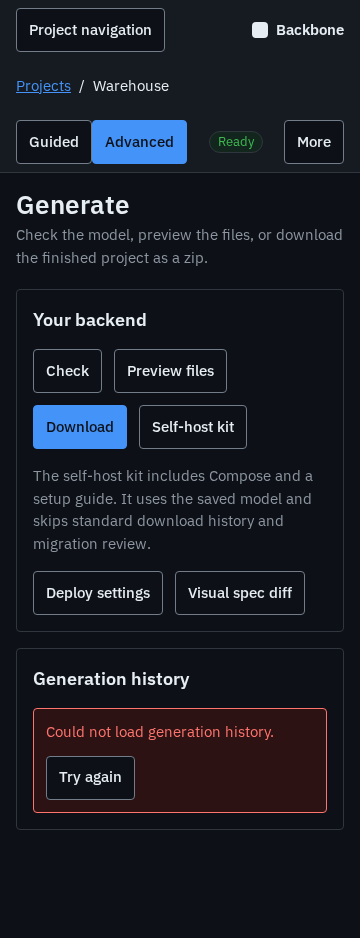 Project navigation
Backbone
Projects / Warehouse
Guided
Advanced
Ready
More
Generate
Check the model, preview the files, or download
the finished project as a zip.
Your backend
Check
Preview files
Download
Self-host kit
The self-host kit includes Compose and a
setup guide. It uses the saved model and
skips standard download history and
migration review.
Deploy settings
Visual spec diff
Generation history
Could not load generation history.
Try again